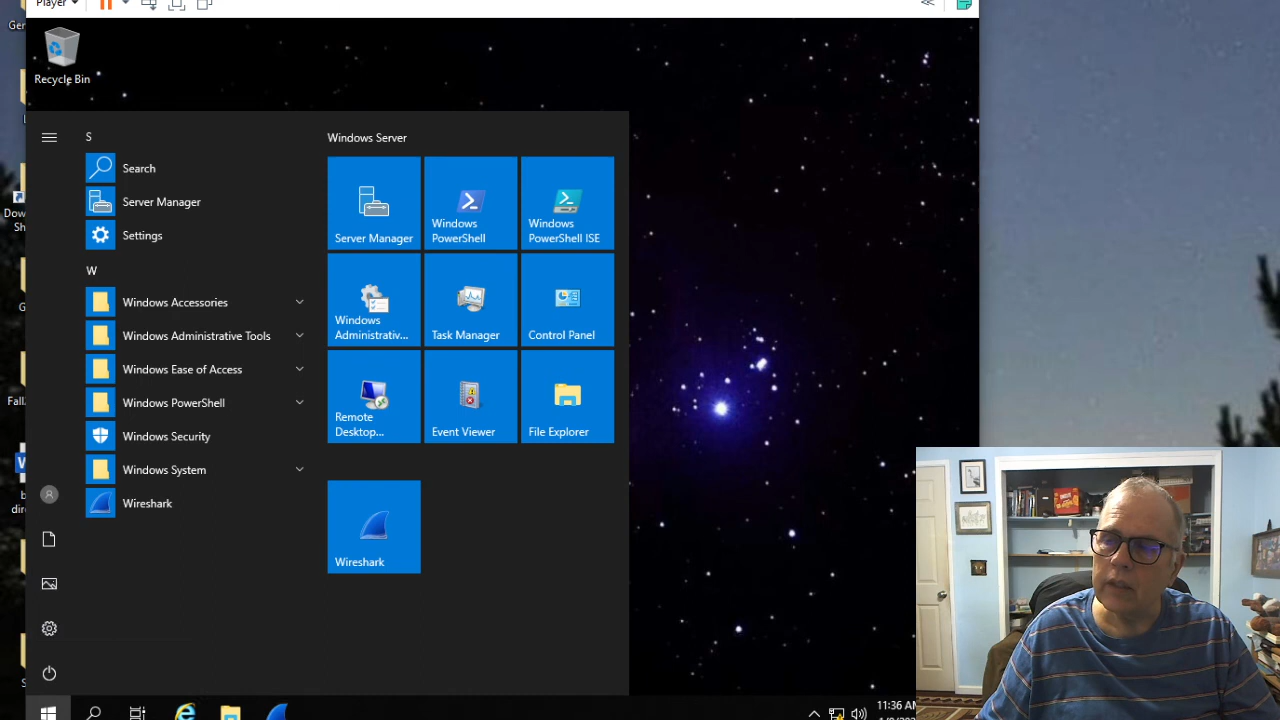 Player
Recycle Bin
S
Search
Server Manager
Settings
W
Windows Accessories
Windows Administrative Tools
Windows Ease of Access
Windows PowerShell
Windows Security
Windows System
Wireshark
Windows Server
Server Manager
Windows
PowerShell
Windows
PowerShell ISE
Windows
Administrativ...
Task Manager
Control Panel
Remote
Desktop...
Event Viewer
File Explorer
Wireshark
11:36 AM